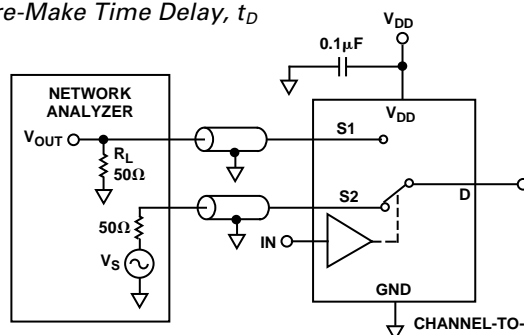 re-Make Time Delay, tD
VDD
0.1µF
NETWORK
ANALYZER
VDD
VOUT
S1
RL
50Ω
S2
D
50Ω
IN
VS
GND
CHANNEL-TO-